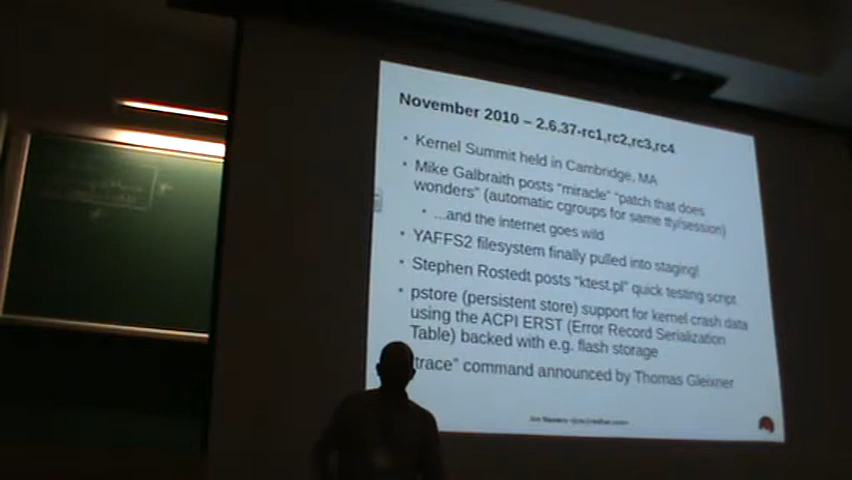 November 2010 – 2.6.37-rc1,rc2,rc3,rc4
• Kernel Summit held in Cambridge, MA
• Mike Galbraith posts "miracle" "patch that does
wonders" (automatic cgroups for same tty/session)
• ...and the internet goes wild
• YAFFS2 filesystem finally pulled into staging!
• Stephen Rostedt posts "ktest.pl" quick testing script
• pstore (persistent store) support for kernel crash data
using the ACPI ERST (Error Record Serialization
Table) backed with e.g. flash storage
trace" command announced by Thomas Gleixner